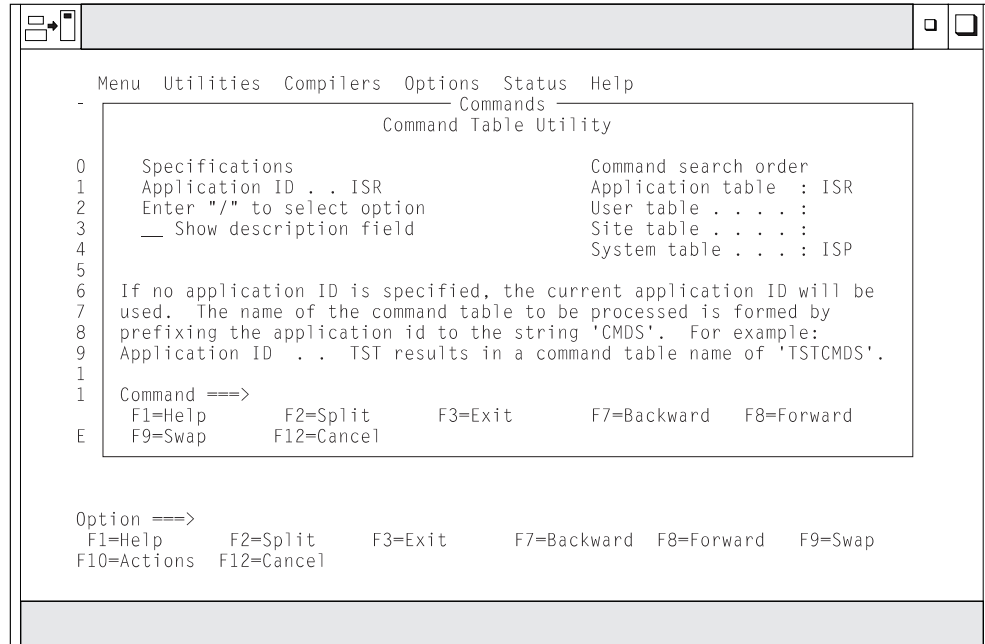 Menu Utilities Compilers Options Status Help
- Commands
Command Table Utility
0 Specifications Command search order
1 Application ID . . ISR Application table : ISR
2 Enter "/" to select option User table . . . . :
3 __ Show description field Site table . . . . :
4 System table . . . : ISP
5
6 If no application ID is specified, the current application ID will be
7 used. The name of the command table to be processed is formed by
8 prefixing the application id to the string 'CMDS'. For example:
9 Application ID . . TST results in a command table name of 'TSTCMDS'.
1
1 Command ===>
F1=Help F2=Split F3=Exit F7=Backward F8=Forward
E F9=Swap F12=Cancel
Option ===>
F1=Help F2=Split F3=Exit F7=Backward F8=Forward F9=Swap
F10=Actions F12=Cancel